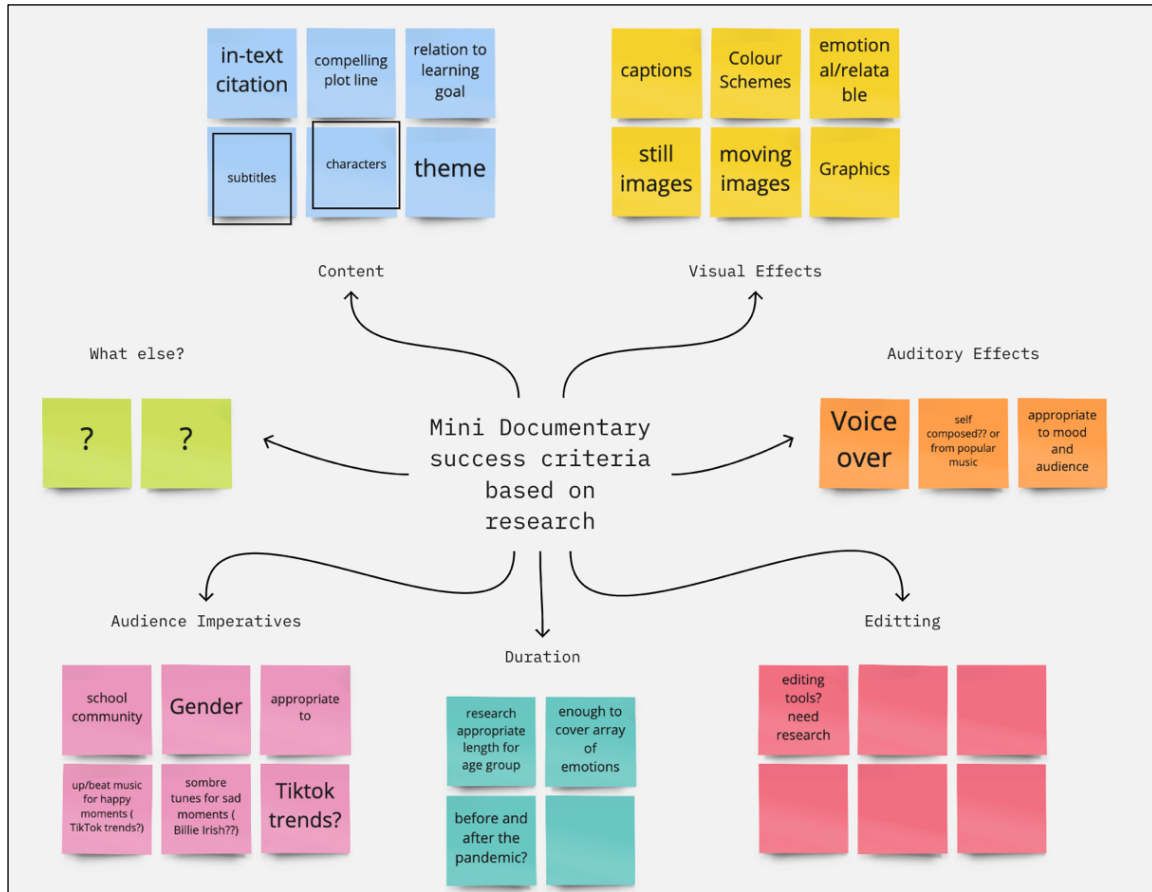 in-text
citation
compelling
plot line
relation to
learning
goal
subtitles
characters
theme
Content
captions
Colour
Schemes
emotion
al/relata
ble
still
images
moving
images
Graphics
Visual Effects
What else?
?
?
Mini Documentary
success criteria
based on
research
Auditory Effects
Voice
over
self
composed?? or
from popular
music
appropriate
to mood
and
audience
Audience Imperatives
school
community
Gender
appropriate
to
up/beat music
for happy
moments (
TikTok trends?)
sombre
tunes for sad
moments (
Billie Irish??)
Tiktok
trends?
Duration
research
appropriate
length for
age group
enough to
cover array
of
emotions
before and
after the
pandemic?
Editting
editing
tools?
need
research